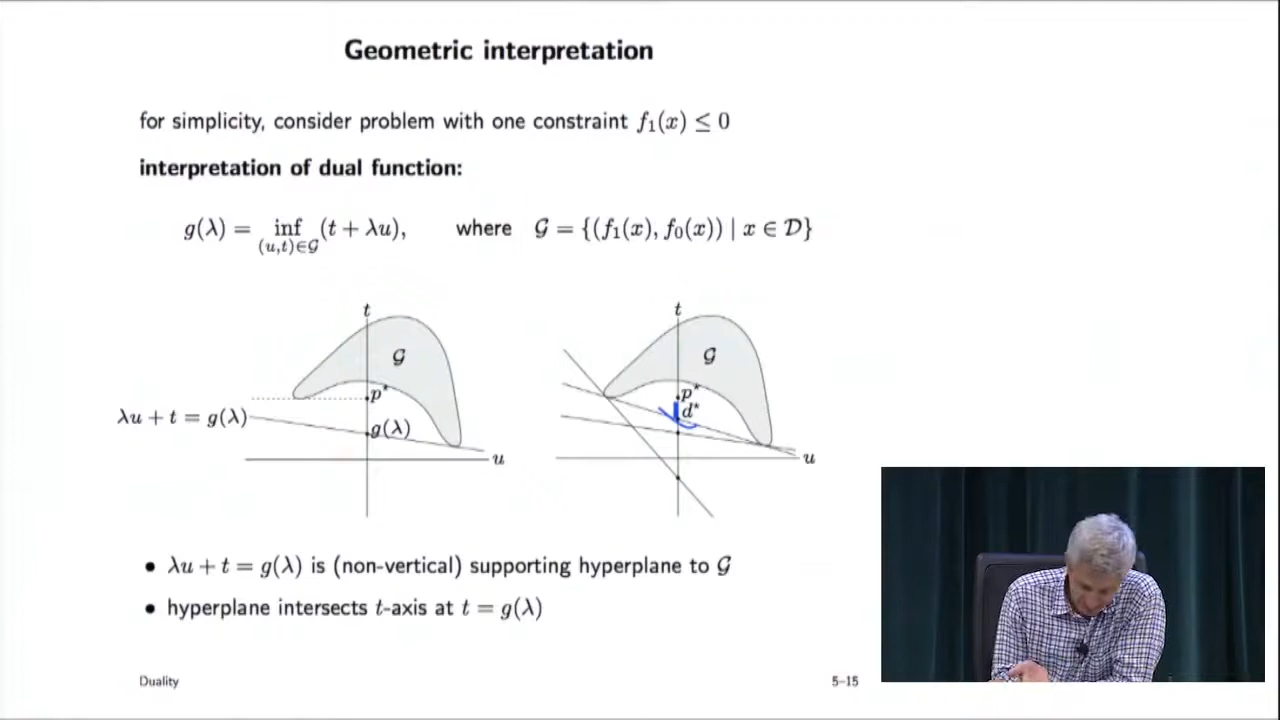 Geometric interpretation
for simplicity, consider problem with one constraint f₁(x) ≤ 0
interpretation of dual function:
g(λ) = inf (t + λu), where 𝒢 = {(f₁(x), f₀(x)) | x ∈ 𝒟}
(u,t)∈𝒢
t
𝒢
p⋆
λu + t = g(λ)
g(λ)
u
t
𝒢
p⋆
d⋆
u
• λu + t = g(λ) is (non-vertical) supporting hyperplane to 𝒢
• hyperplane intersects t-axis at t = g(λ)
Duality
5–15